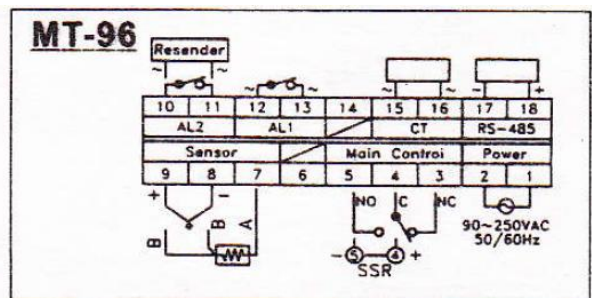 MT-96
Resender
~ ~ ~ ~ ~ ~ - +
10 11 12 13 14 15 16 17 18
AL2 AL1 CT RS-485
Sensor Main Controi Power
9 8 7 6 5 4 3 2 1
+ - NO C NC
B B A
90~250VAC
50/60Hz
- 5 4 +
SSR